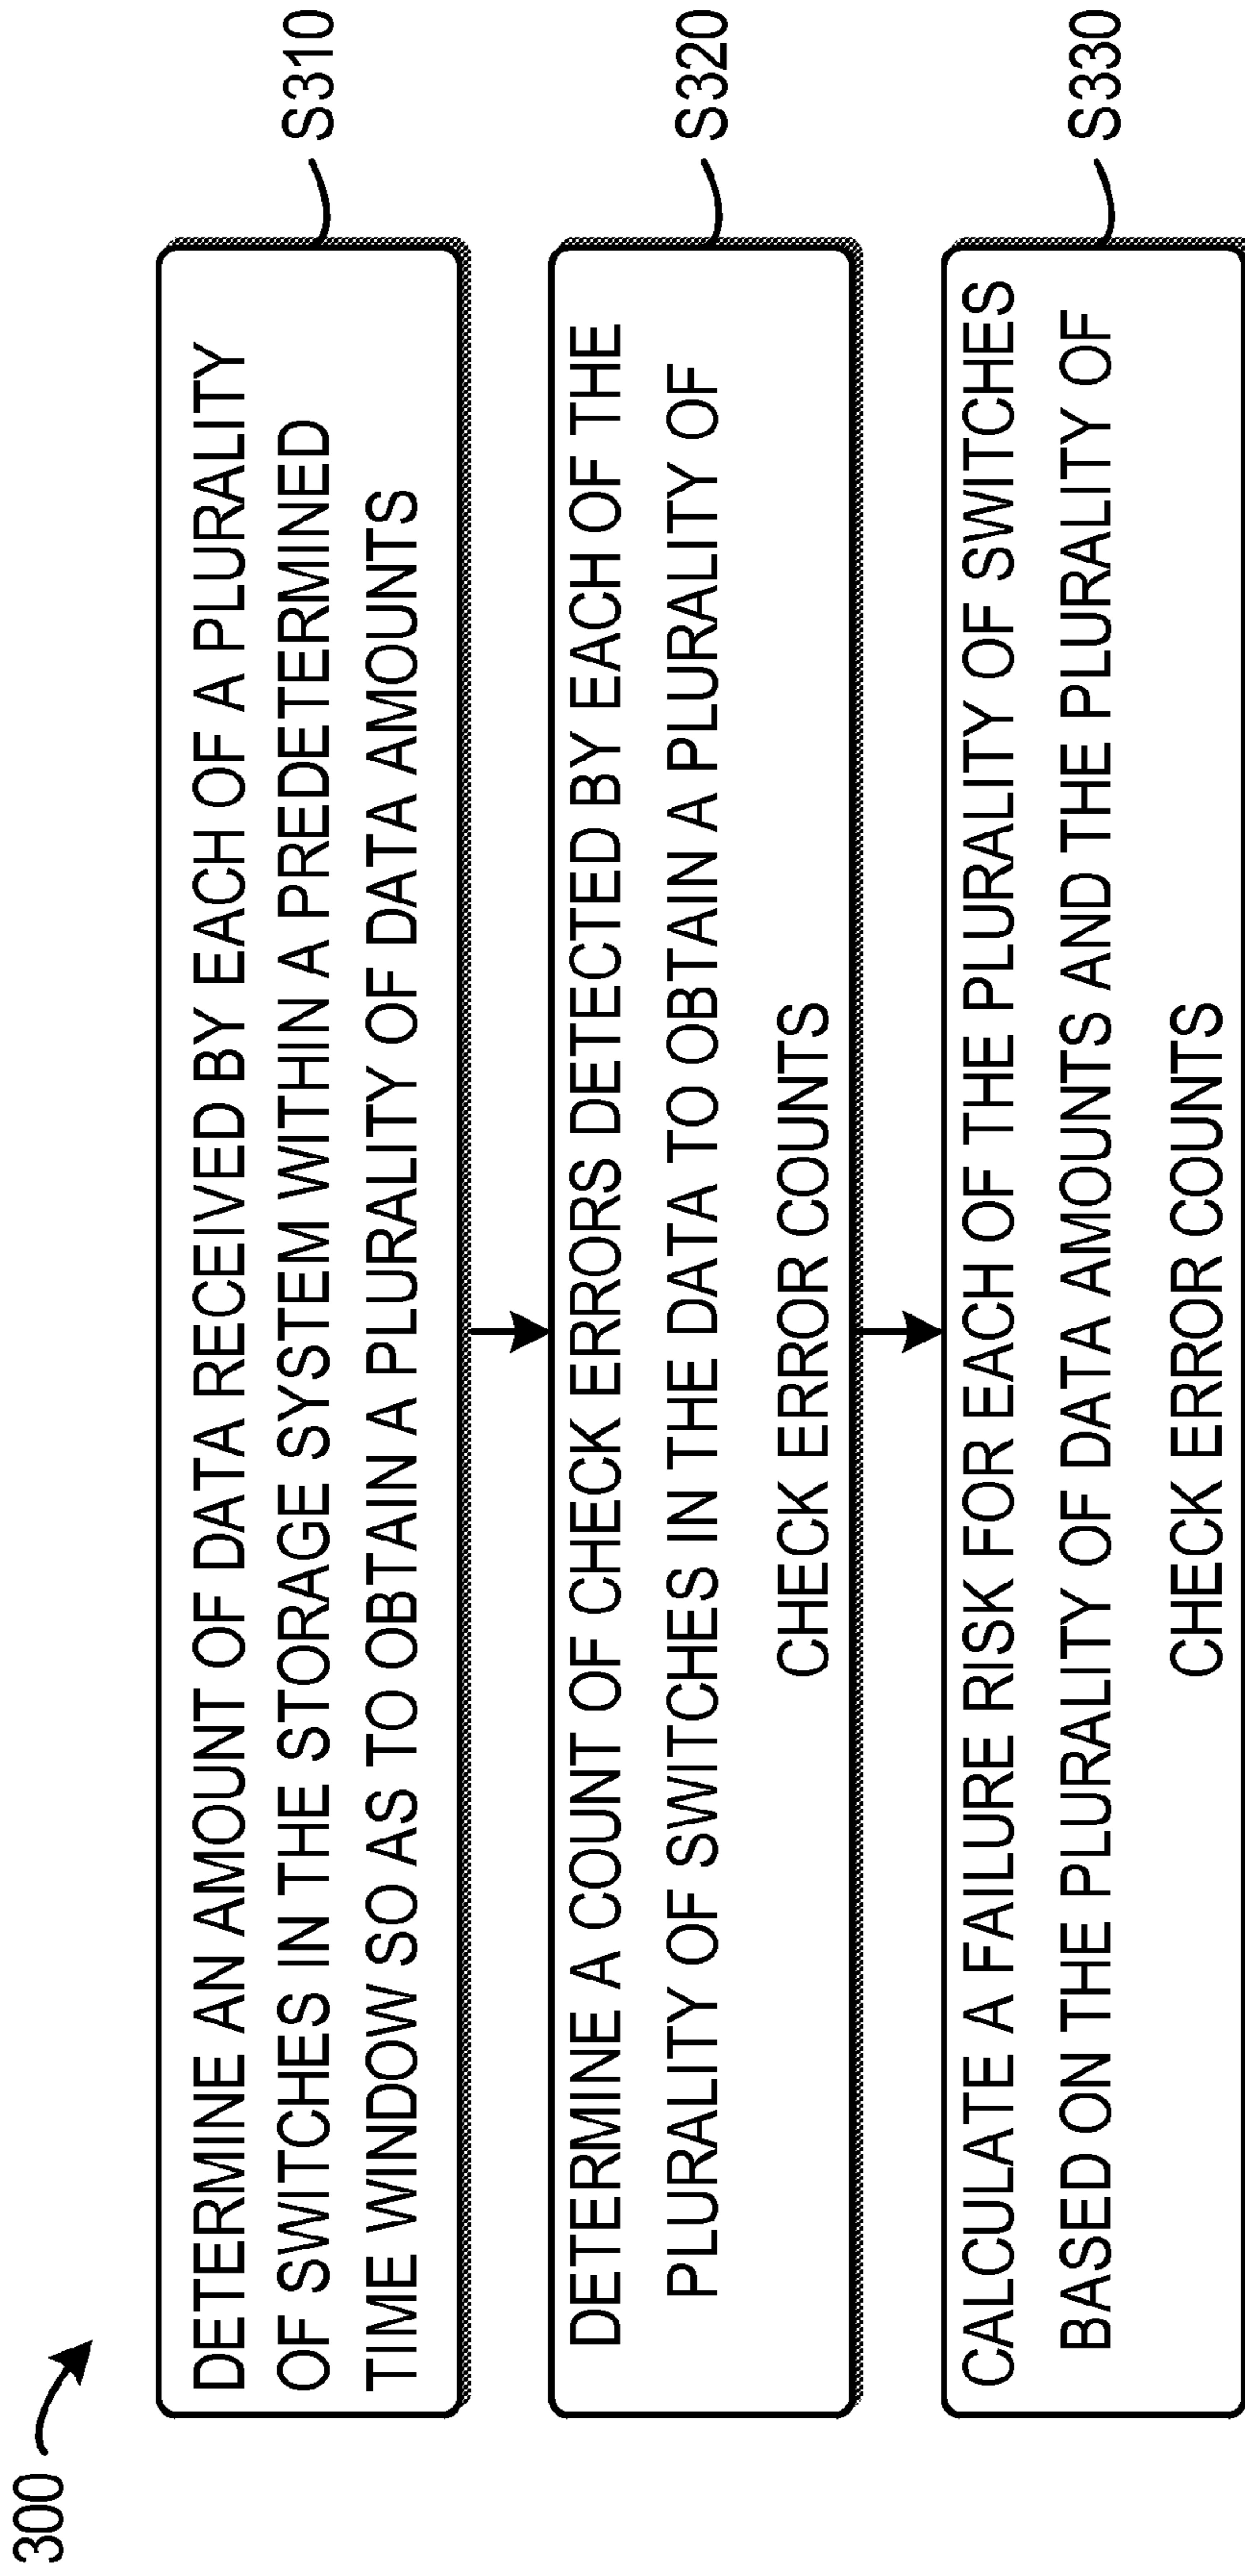 300
DETERMINE AN AMOUNT OF DATA RECEIVED BY EACH OF A PLURALITY
OF SWITCHES IN THE STORAGE SYSTEM WITHIN A PREDETERMINED
TIME WINDOW SO AS TO OBTAIN A PLURALITY OF DATA AMOUNTS
S310
DETERMINE A COUNT OF CHECK ERRORS DETECTED BY EACH OF THE
PLURALITY OF SWITCHES IN THE DATA TO OBTAIN A PLURALITY OF
CHECK ERROR COUNTS
S320
CALCULATE A FAILURE RISK FOR EACH OF THE PLURALITY OF SWITCHES
BASED ON THE PLURALITY OF DATA AMOUNTS AND THE PLURALITY OF
CHECK ERROR COUNTS
S330